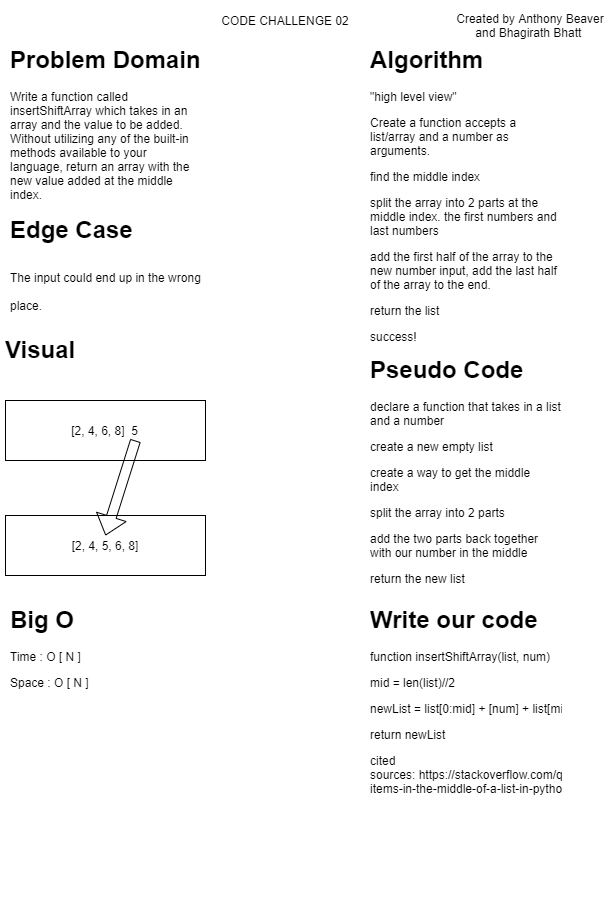 CODE CHALLENGE 02
Created by Anthony Beaver
and Bhagirath Bhatt
Problem Domain
Write a function called
insertShiftArray which takes in an
array and the value to be added.
Without utilizing any of the built-in
methods available to your
language, return an array with the
new value added at the middle
index.
Edge Case
The input could end up in the wrong
place.
Visual
[2, 4, 6, 8] 5
[2, 4, 5, 6, 8]
Big O
Time : O [ N ]
Space : O [ N ]
Algorithm
"high level view"
Create a function accepts a
list/array and a number as
arguments.
find the middle index
split the array into 2 parts at the
middle index. the first numbers and
last numbers
add the first half of the array to the
new number input, add the last half
of the array to the end.
return the list
success!
Pseudo Code
declare a function that takes in a list
and a number
create a new empty list
create a way to get the middle
index
split the array into 2 parts
add the two parts back together
with our number in the middle
return the new list
Write our code
function insertShiftArray(list, num)
mid = len(list)//2
newList = list[0:mid] + [num] + list[mi
return newList
cited
sources: https://stackoverflow.com/q
items-in-the-middle-of-a-list-in-pytho